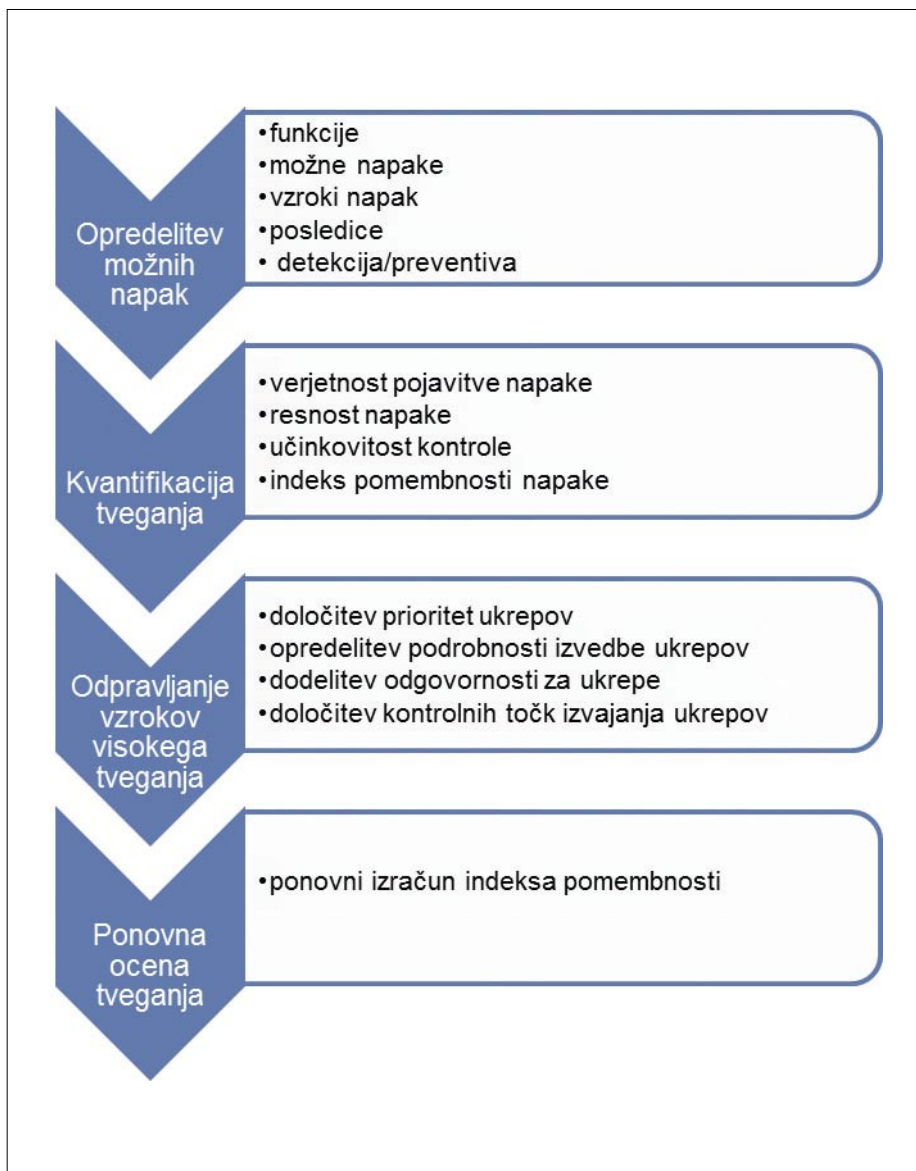 Opredelitev
možnih
napak
•funkcije
•možne napake
•vzroki napak
•posledice
• detekcija/preventiva
Kvantifikacija
tveganja
•verjetnost pojavitve napake
•resnost napake
•učinkovitost kontrole
•indeks pomembnosti napake
Odpravljanje
vzrokov
visokega
tveganja
•določitev prioritet ukrepov
•opredelitev podrobnosti izvedbe ukrepov
•dodelitev odgovornosti za ukrepe
•določitev kontrolnih točk izvajanja ukrepov
Ponovna
ocena
tveganja
•ponovni izračun indeksa pomembnosti